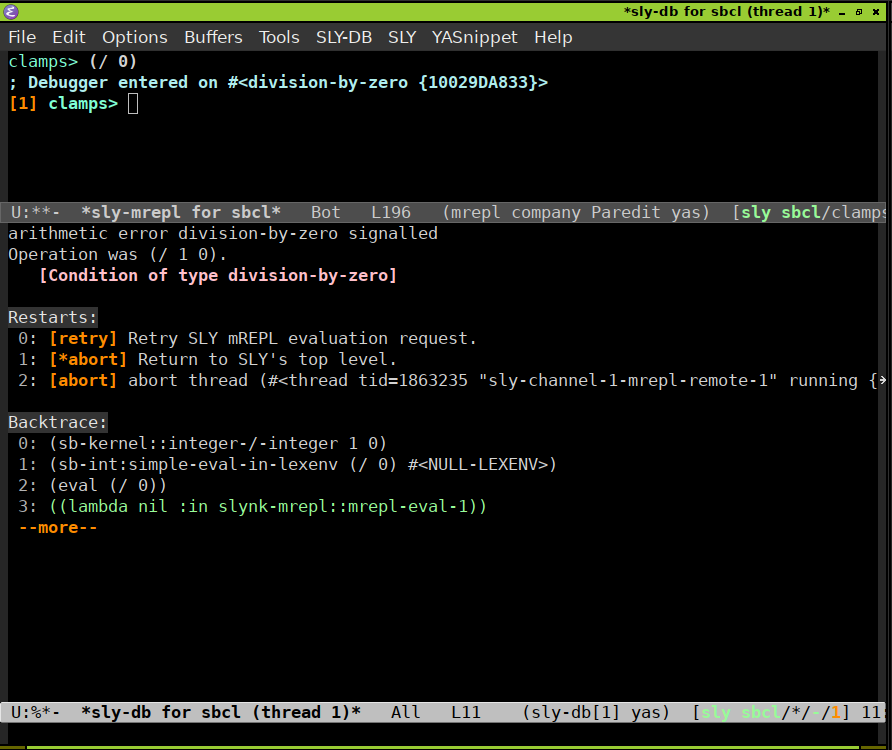 *sly-db for sbcl (thread 1)*
File Edit Options Buffers Tools SLY-DB SLY YASnippet Help
clamps> (/ 0)
; Debugger entered on #<division-by-zero {10029DA833}>
[1] clamps>
U:**- *sly-mrepl for sbcl* Bot L196 (mrepl company Paredit yas) [sly sbcl/clamps
arithmetic error division-by-zero signalled
Operation was (/ 1 0).
[Condition of type division-by-zero]
Restarts:
0: [retry] Retry SLY mREPL evaluation request.
1: [*abort] Return to SLY's top level.
2: [abort] abort thread (#<thread tid=1863235 "sly-channel-1-mrepl-remote-1" running {
Backtrace:
0: (sb-kernel::integer-/-integer 1 0)
1: (sb-int:simple-eval-in-lexenv (/ 0) #<NULL-LEXENV>)
2: (eval (/ 0))
3: ((lambda nil :in slynk-mrepl::mrepl-eval-1))
--more--
U:%*- *sly-db for sbcl (thread 1)* All L11 (sly-db[1] yas) [sly sbcl/*/-/1] 11